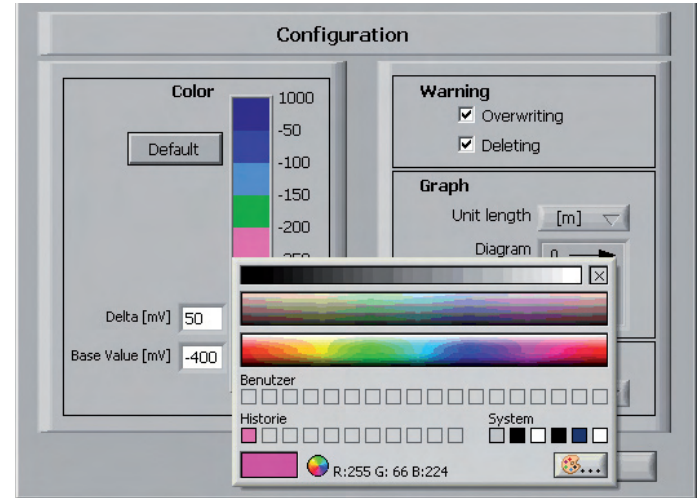 Configuration
Color
Default
1000
-50
-100
-150
-200
Delta [mV] 50
Base Value [mV] -400
Warning
Overwriting
Deleting
Graph
Unit length [m]
Diagram
Benutzer
Historie System
R:255 G: 66 B:224
...